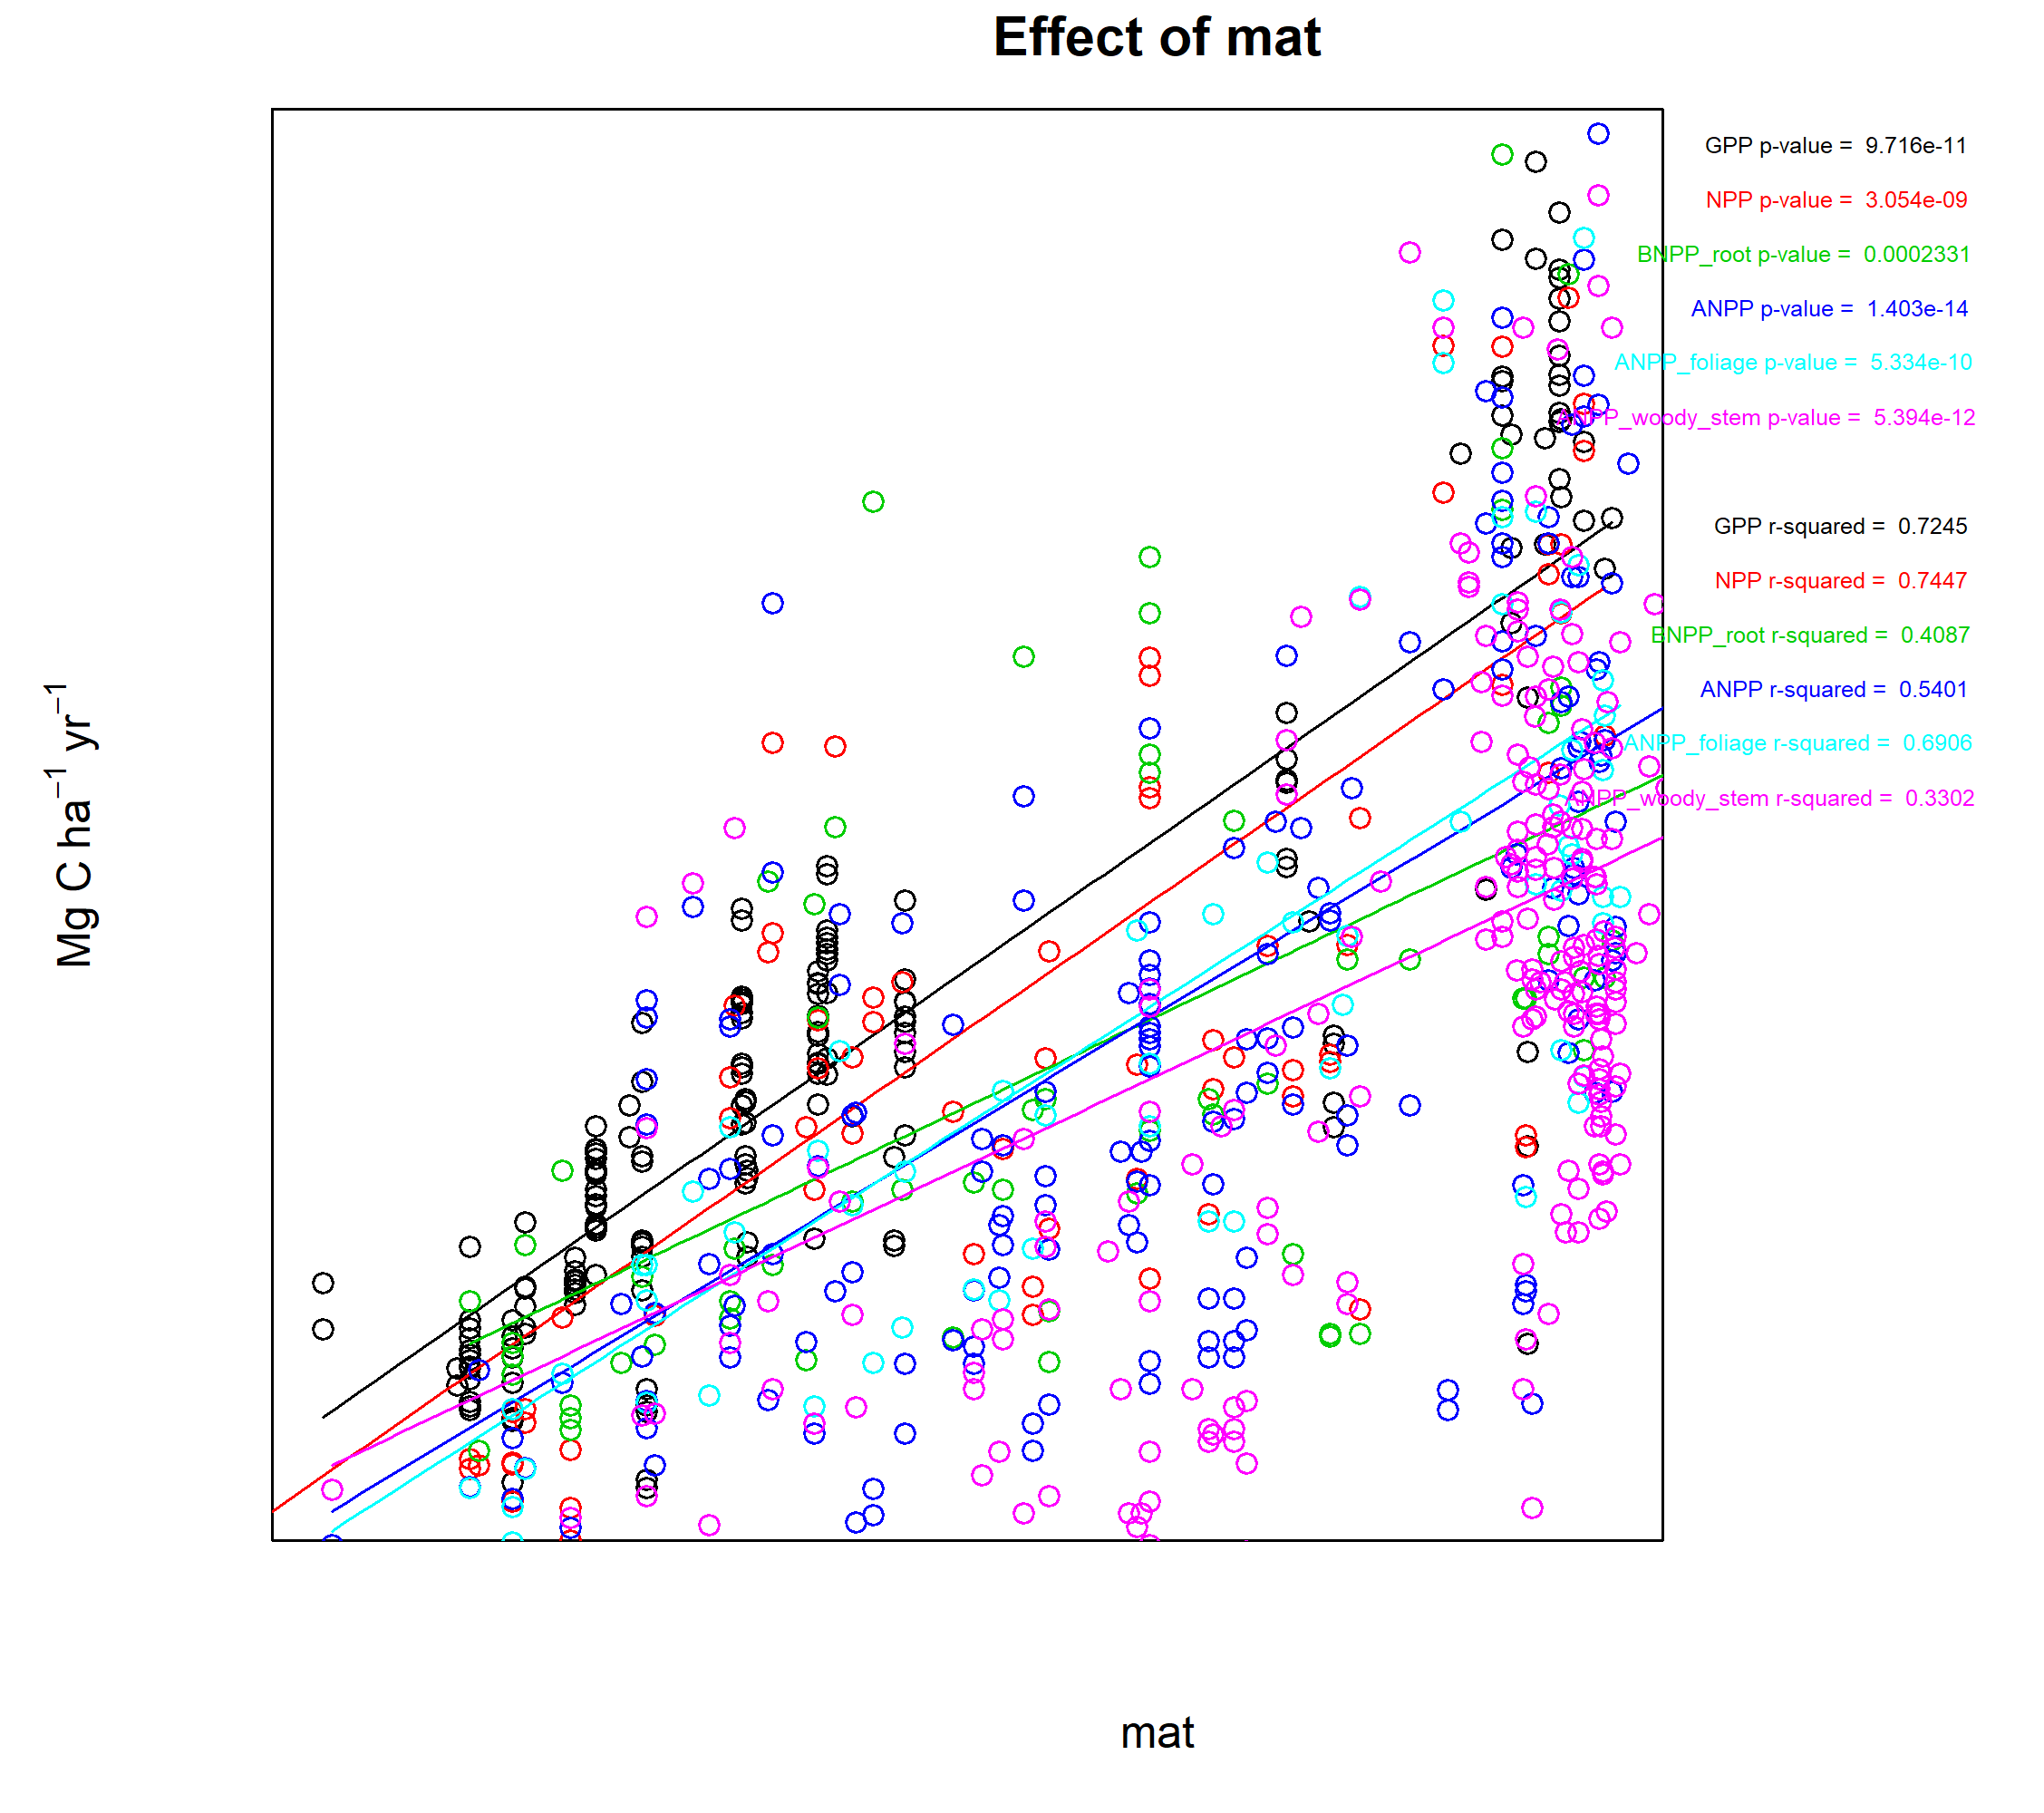 Effect of mat
GPP p-value = 9.716e-11
NPP p-value = 3.054e-09
BNPP_root p-value = 0.0002331
ANPP p-value = 1.403e-14
ANPP_foliage p-value = 5.334e-10
ANPP_woody_stem p-value = 5.394e-12
GPP r-squared = 0.7245
NPP r-squared = 0.7447
BNPP_root r-squared = 0.4087
ANPP r-squared = 0.5401
ANPP_foliage r-squared = 0.6906
ANPP_woody_stem r-squared = 0.3302
Mg C ha⁻¹ yr⁻¹
mat